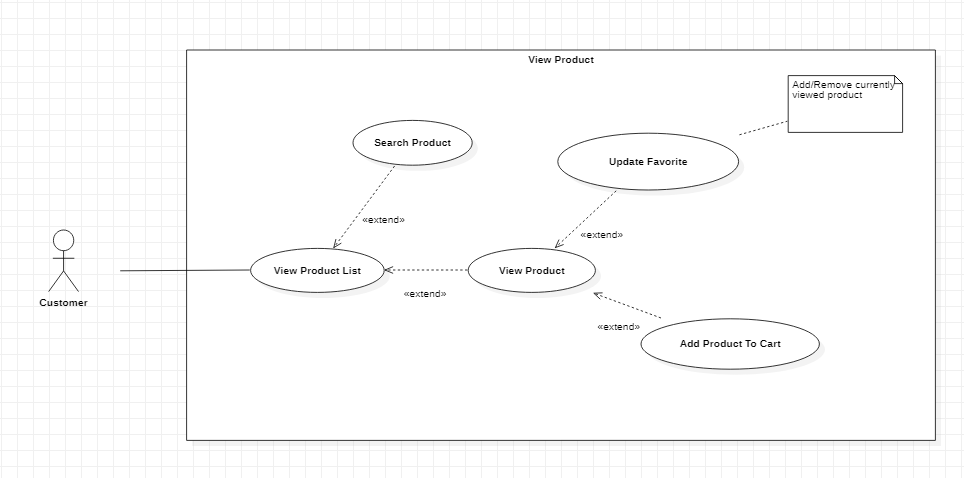 View Product
Add/Remove currently
viewed product
Search Product
Update Favorite
«extend»
«extend»
View Product List
View Product
«extend»
Customer
«extend»
Add Product To Cart